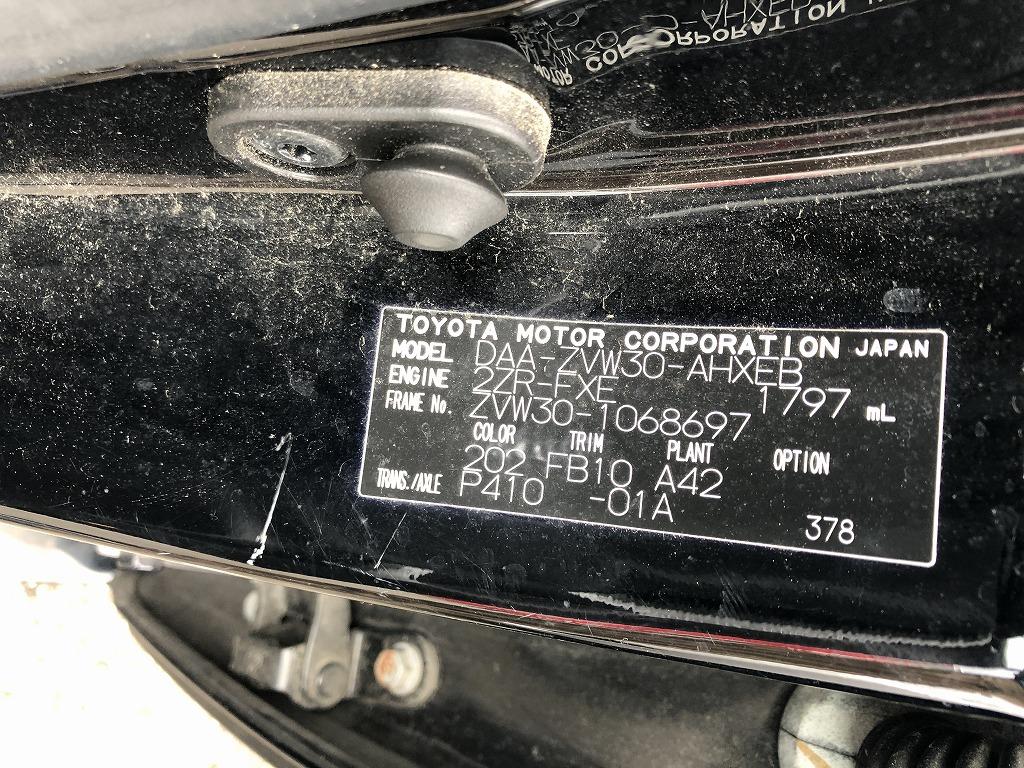 TOYOTA MOTOR CORPORATION JAPAN
MODEL DAA-ZVW30-AHXEB
ENGINE 2ZR-FXE 1797 mL
FRAME No. ZVW30-1068697
COLOR TRIM PLANT OPTION
202 FB10 A42
TRANS./AXLE P410 -01A
378